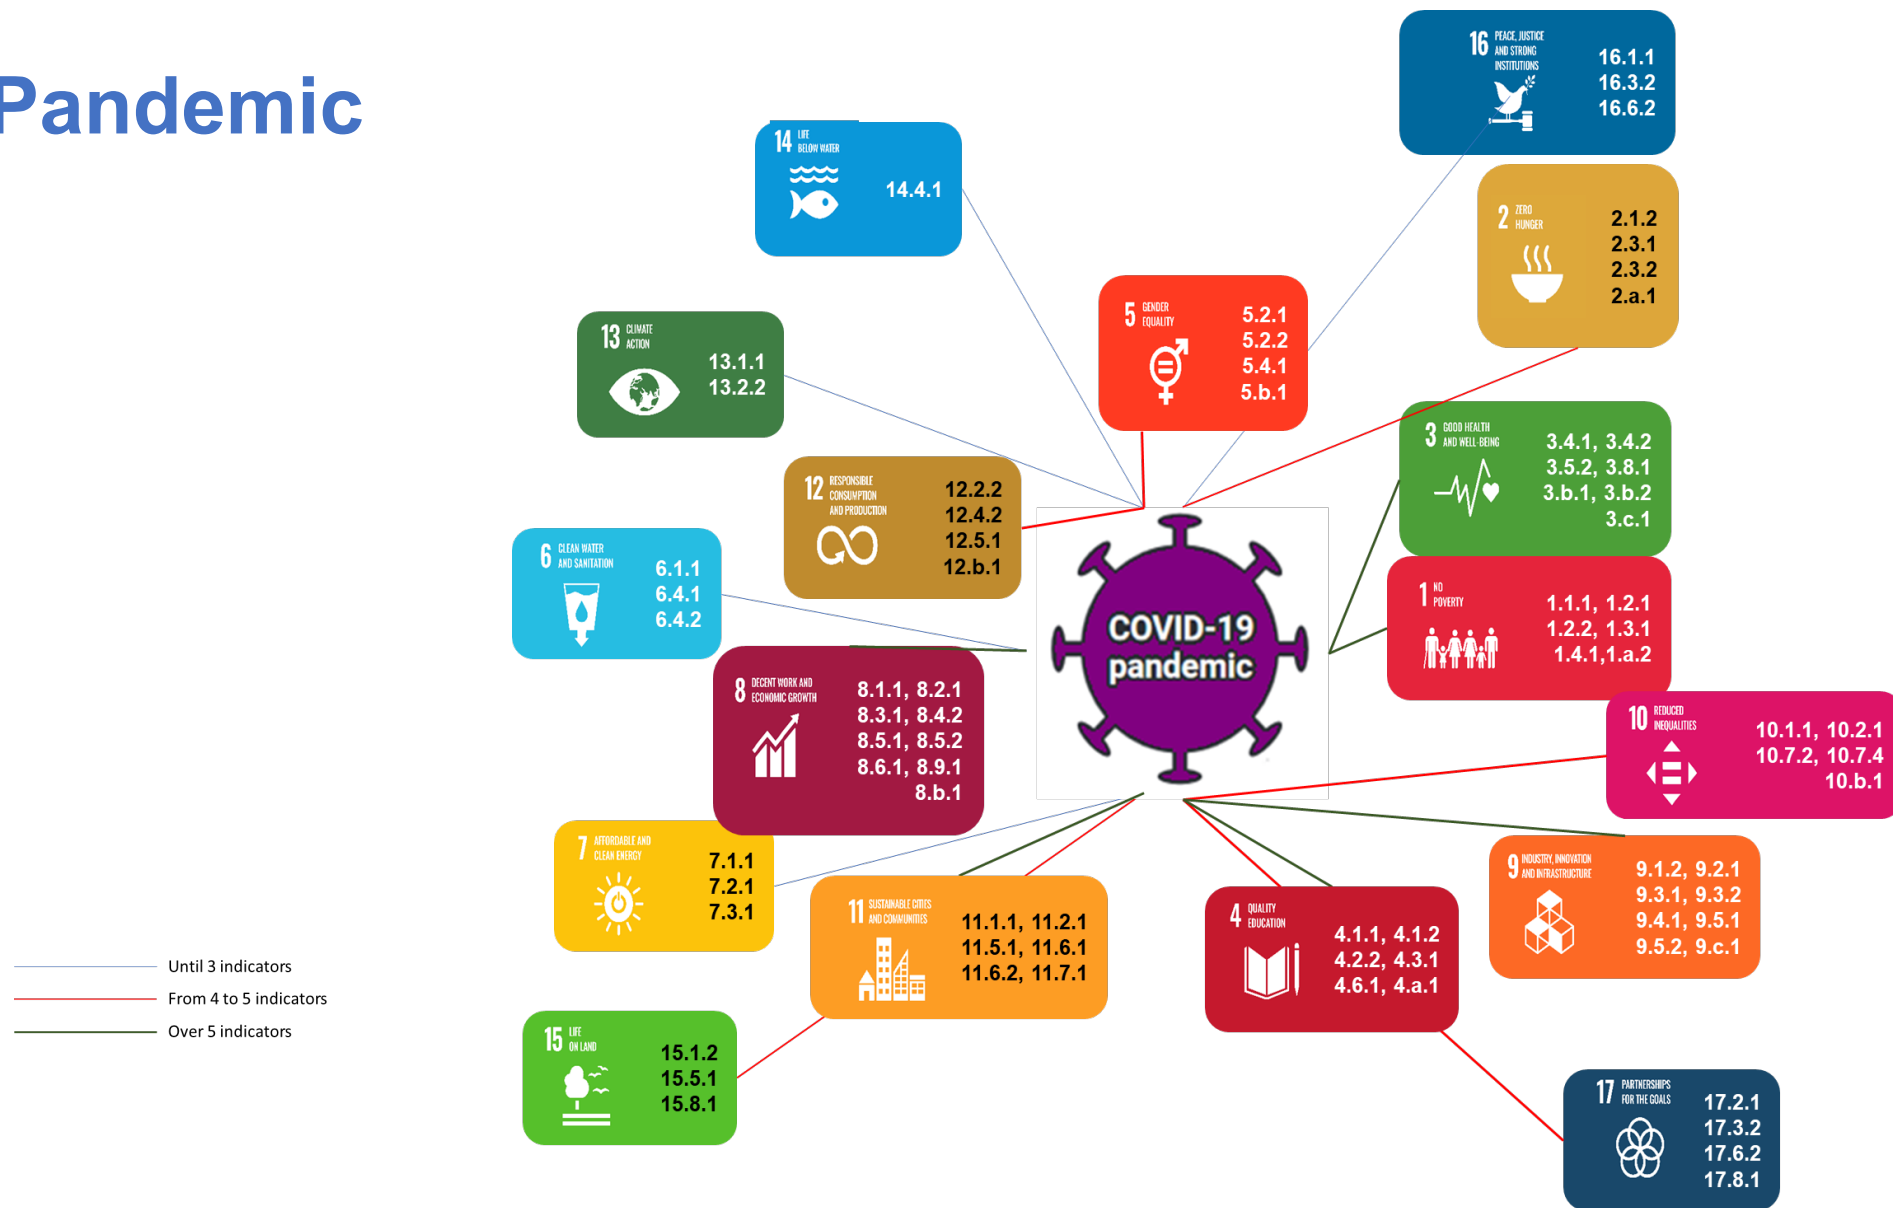 Pandemic
16 PEACE, JUSTICE
AND STRONG
INSTITUTIONS
16.1.1
16.3.2
16.6.2
14 LIFE
BELOW WATER
14.4.1
2 ZERO
HUNGER
2.1.2
2.3.1
2.3.2
2.a.1
5 GENDER
EQUALITY
5.2.1
5.2.2
5.4.1
5.b.1
13 CLIMATE
ACTION
13.1.1
13.2.2
3 GOOD HEALTH
AND WELL-BEING
3.4.1, 3.4.2
3.5.2, 3.8.1
3.b.1, 3.b.2
3.c.1
12 RESPONSIBLE
CONSUMPTION
AND PRODUCTION
12.2.2
12.4.2
12.5.1
12.b.1
6 CLEAN WATER
AND SANITATION
6.1.1
6.4.1
6.4.2
COVID-19
pandemic
1 NO
POVERTY
1.1.1, 1.2.1
1.2.2, 1.3.1
1.4.1,1.a.2
8 DECENT WORK AND
ECONOMIC GROWTH
8.1.1, 8.2.1
8.3.1, 8.4.2
8.5.1, 8.5.2
8.6.1, 8.9.1
8.b.1
10 REDUCED
INEQUALITIES
10.1.1, 10.2.1
10.7.2, 10.7.4
10.b.1
7 AFFORDABLE AND
CLEAN ENERGY
7.1.1
7.2.1
7.3.1
11 SUSTAINABLE CITIES
AND COMMUNITIES
11.1.1, 11.2.1
11.5.1, 11.6.1
11.6.2, 11.7.1
4 QUALITY
EDUCATION
4.1.1, 4.1.2
4.2.2, 4.3.1
4.6.1, 4.a.1
9 INDUSTRY, INNOVATION
AND INFRASTRUCTURE
9.1.2, 9.2.1
9.3.1, 9.3.2
9.4.1, 9.5.1
9.5.2, 9.c.1
Until 3 indicators
From 4 to 5 indicators
Over 5 indicators
15 LIFE
ON LAND
15.1.2
15.5.1
15.8.1
17 PARTNERSHIPS
FOR THE GOALS
17.2.1
17.3.2
17.6.2
17.8.1